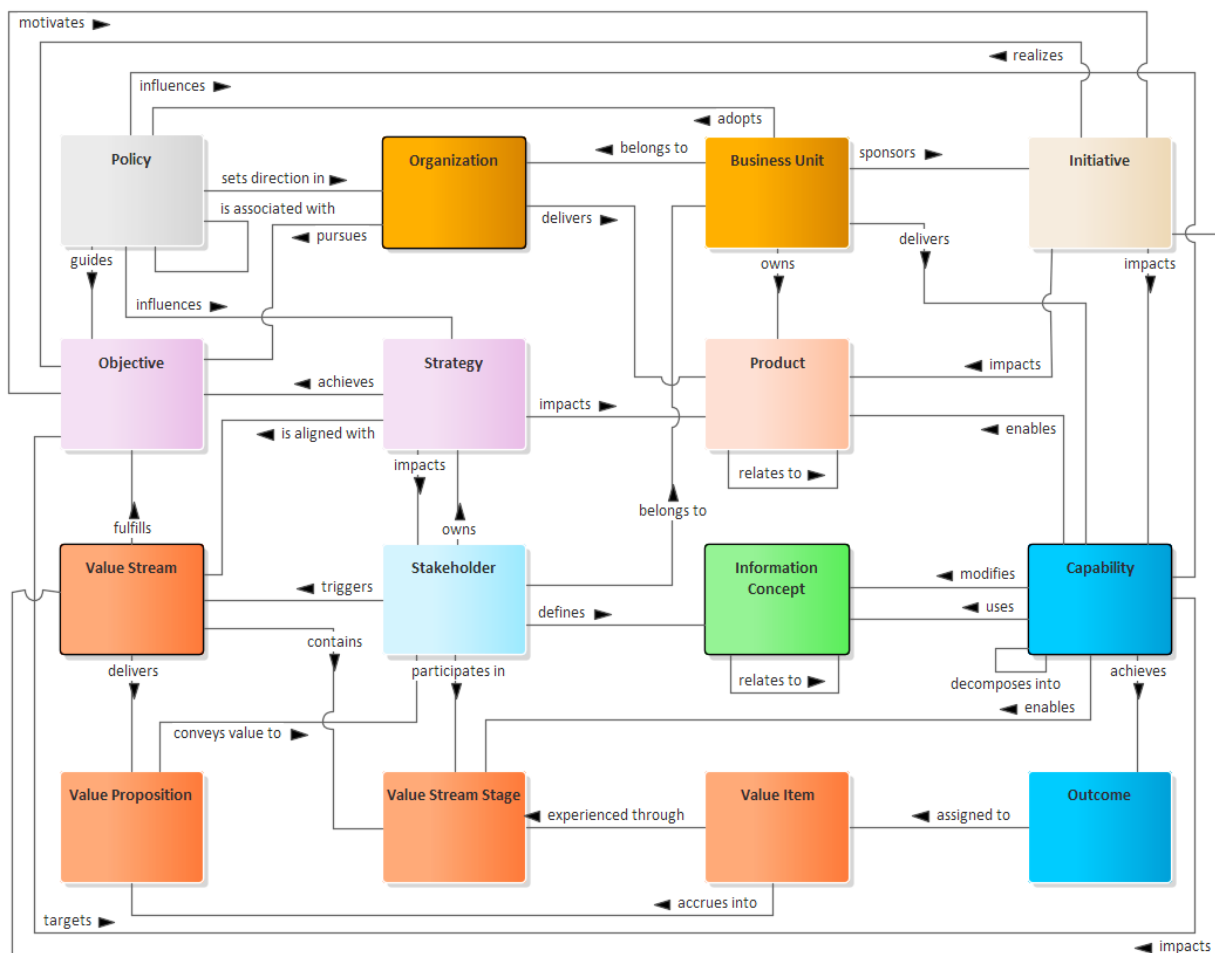 motivates
realizes
influences
adopts
Policy
Organization
belongs to
Business Unit
sponsors
Initiative
sets direction in
is associated with
delivers
pursues
delivers
guides
owns
impacts
influences
Objective
Strategy
Product
impacts
achieves
impacts
is aligned with
enables
impacts
relates to
belongs to
fulfills
owns
Value Stream
Stakeholder
Information
Concept
Capability
triggers
modifies
defines
uses
contains
delivers
participates in
relates to
decomposes into
achieves
enables
conveys value to
Value Proposition
Value Stream Stage
Value Item
Outcome
experienced through
assigned to
accrues into
targets
impacts